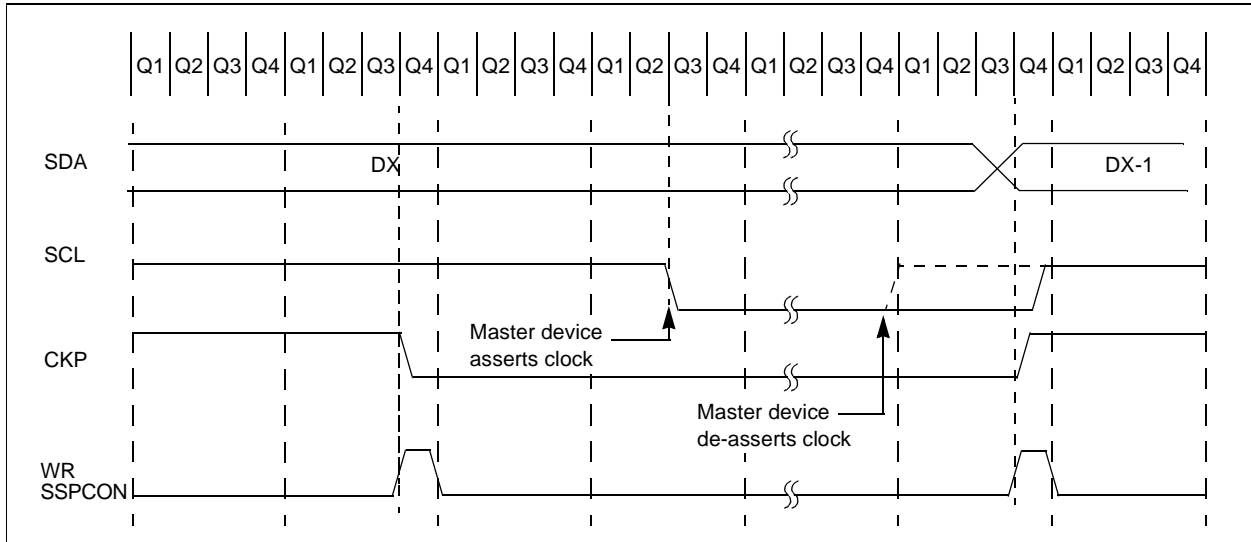 Q1 Q2 Q3 Q4 Q1 Q2 Q3 Q4 Q1 Q2 Q3 Q4 Q1 Q2 Q3 Q4 Q1 Q2 Q3 Q4 Q1 Q2 Q3 Q4 Q1 Q2 Q3 Q4
SDA
DX
DX-1
SCL
Master device
asserts clock
CKP
Master device
de-asserts clock
WR
SSPCON